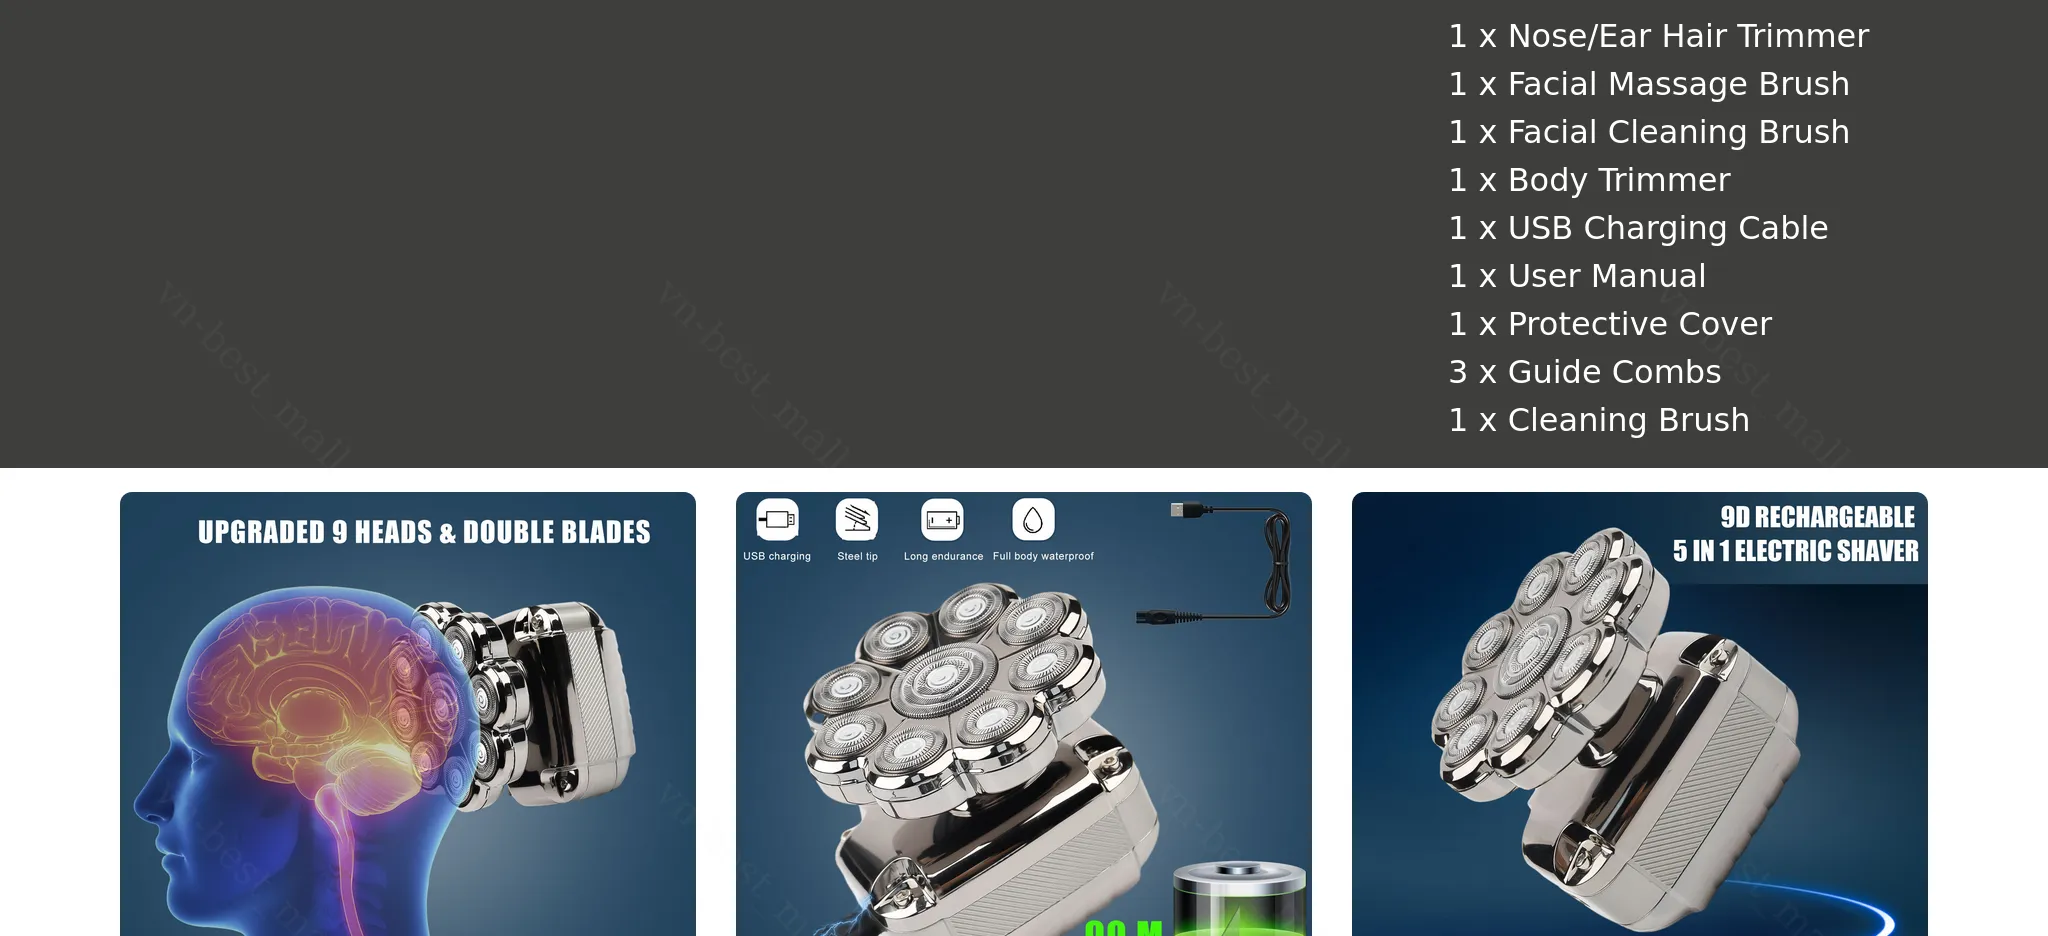 1 x Nose/Ear Hair Trimmer
1 x Facial Massage Brush
1 x Facial Cleaning Brush
1 x Body Trimmer
1 x USB Charging Cable
1 x User Manual
1 x Protective Cover
3 x Guide Combs
1 x Cleaning Brush
vn-best_mall
vn-best_mall
vn-best_mall
vn-best_mall
UPGRADED 9 HEADS & DOUBLE BLADES
USB charging
Steel tip
Long endurance
Full body waterproof
9D RECHARGEABLE
5 IN 1 ELECTRIC SHAVER